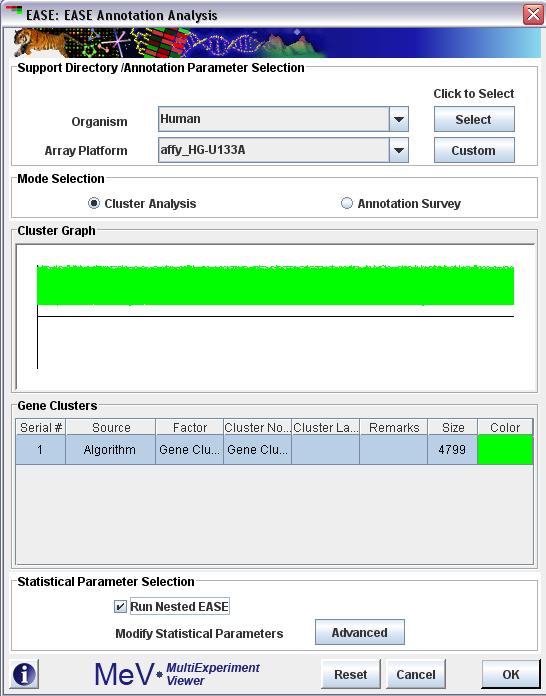 EASE: EASE Annotation Analysis
Support Directory /Annotation Parameter Selection
Click to Select
Organism Human Select
Array Platform affy_HG-U133A Custom
Mode Selection
Cluster Analysis Annotation Survey
Cluster Graph
Gene Clusters
Serial # Source Factor Cluster No... Cluster La... Remarks Size Color
1 Algorithm Gene Clu... Gene Clu... 4799
Statistical Parameter Selection
Run Nested EASE
Modify Statistical Parameters Advanced
MeV MultiExperiment Viewer Reset Cancel OK